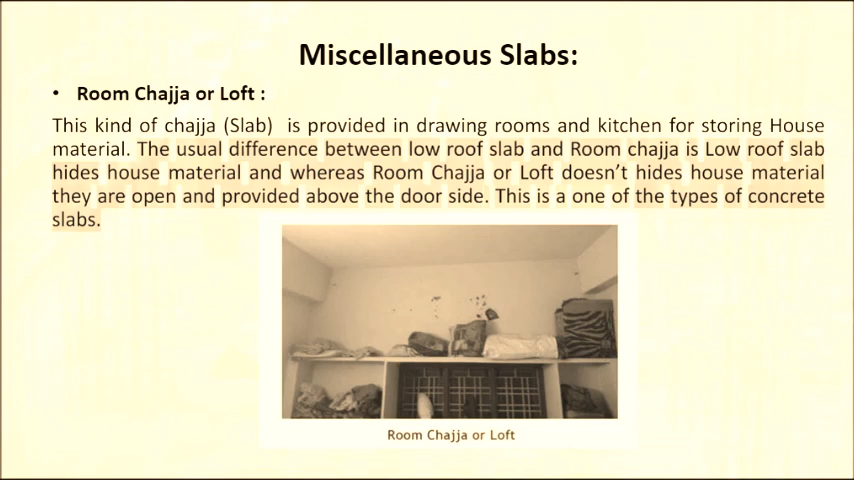 Miscellaneous Slabs:
• Room Chajja or Loft :
This kind of chajja (Slab) is provided in drawing rooms and kitchen for storing House
material. The usual difference between low roof slab and Room chajja is Low roof slab
hides house material and whereas Room Chajja or Loft doesn’t hides house material
they are open and provided above the door side. This is a one of the types of concrete
slabs.
Room Chajja or Loft